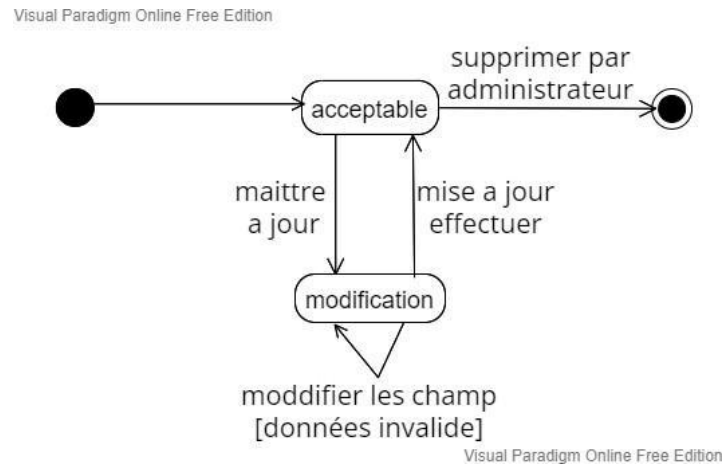 Visual Paradigm Online Free Edition
supprimer par
administrateur
acceptable
maittre
a jour
mise a jour
effectuer
modification
moddifier les champ
[données invalide]
Visual Paradigm Online Free Edition